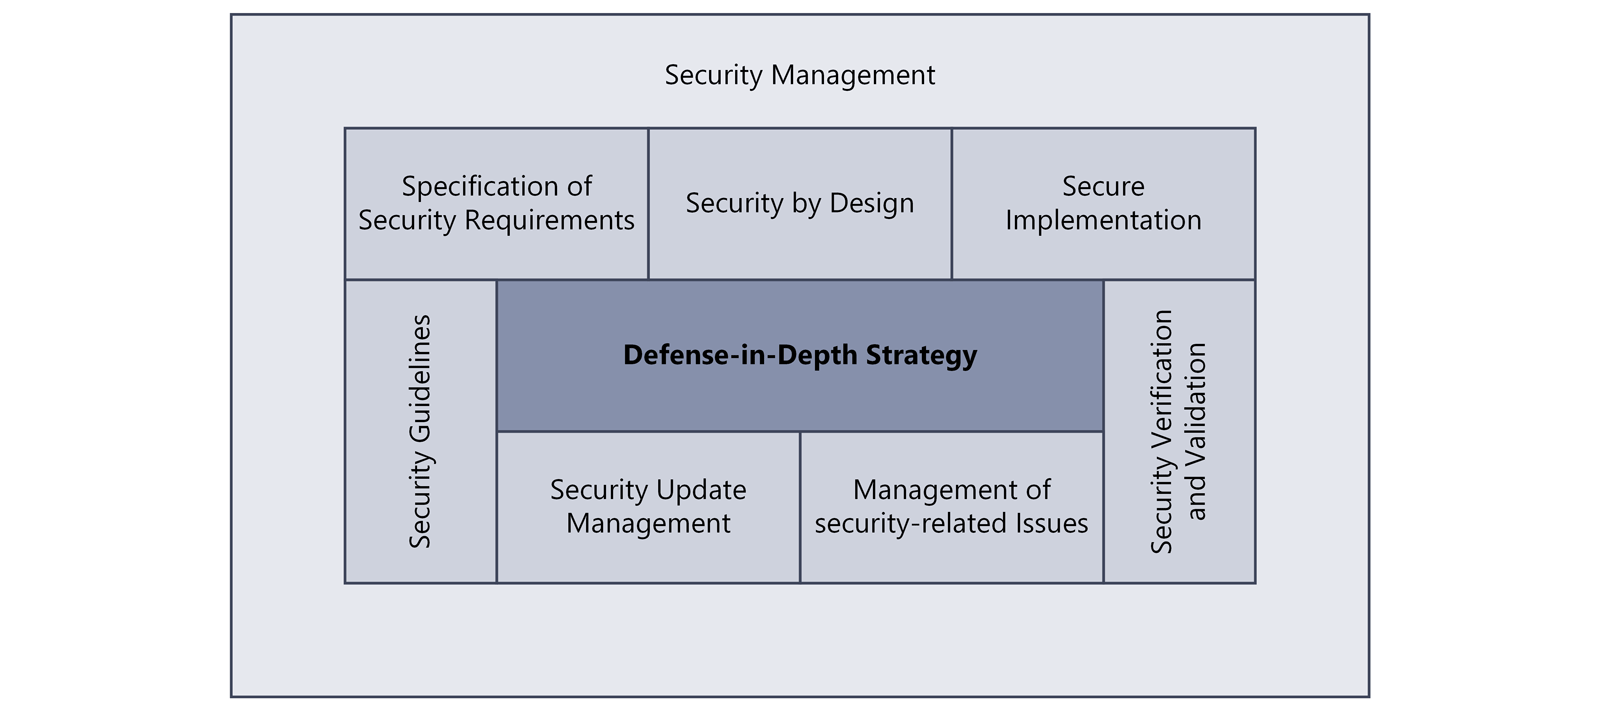 Security Management
Specification of
Security Requirements
Security by Design
Secure
Implementation
Security Guidelines
Defense-in-Depth Strategy
Security Verification
and Validation
Security Update
Management
Management of
security-related Issues